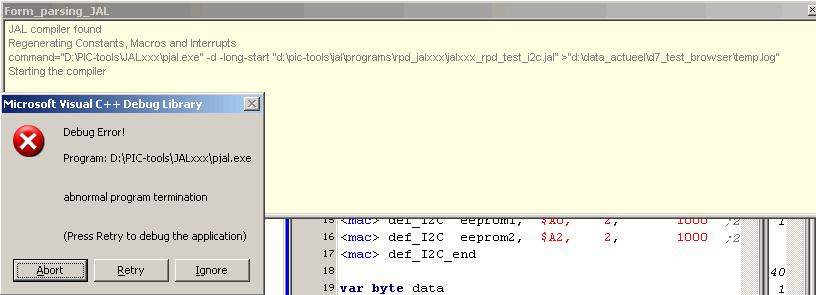 Form_parsing_JAL
JAL compiler found
Regenerating Constants, Macros and Interrupts
command="D:\PIC-tools\JALxxx\pjal.exe" -d -long-start "d:\pic-tools\jal\programs\rpd_jalxxx\jalxxx_rpd_test_i2c.jal" >"d:\data_actueel\d7_test_browser\temp.log"
Starting the compiler
Microsoft Visual C++ Debug Library
Debug Error!
Program: D:\PIC-tools\JALxxx\pjal.exe
abnormal program termination
(Press Retry to debug the application)
Abort Retry Ignore
15 <mac> def_I2C eeprom1, $A0, 2, 1000 ;2 1
16 <mac> def_I2C eeprom2, $A2, 2, 1000 ;2
17 <mac> def_I2C_end
18 40
19 var byte data 1